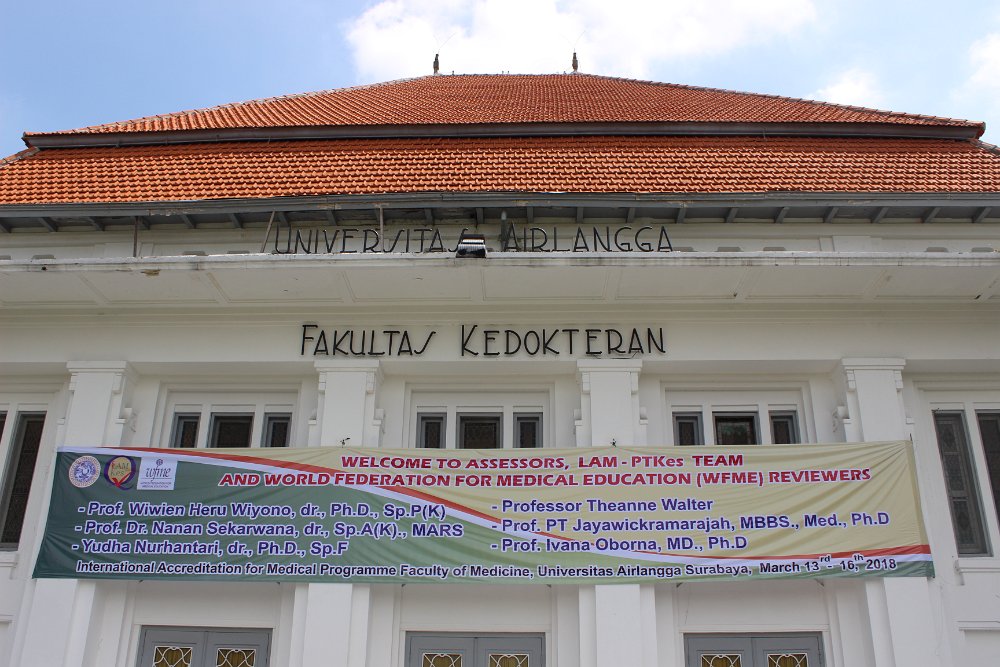 UNIVERSITAS AIRLANGGA
FAKULTAS KEDOKTERAN
wfme
WELCOME TO ASSESSORS, LAM - PTKes TEAM
AND WORLD FEDERATION FOR MEDICAL EDUCATION (WFME) REVIEWERS
- Prof. Wiwien Heru Wiyono, dr., Ph.D., Sp.P(K)
- Prof. Dr. Nanan Sekarwana, dr., Sp.A(K)., MARS
- Yudha Nurhantari, dr., Ph.D., Sp.F
- Professor Theanne Walter
- Prof. PT Jayawickramarajah, MBBS., Med., Ph.D
- Prof. Ivana Oborna, MD., Ph.D
International Accreditation for Medical Programme Faculty of Medicine, Universitas Airlangga Surabaya, March 13rd - 16th, 2018